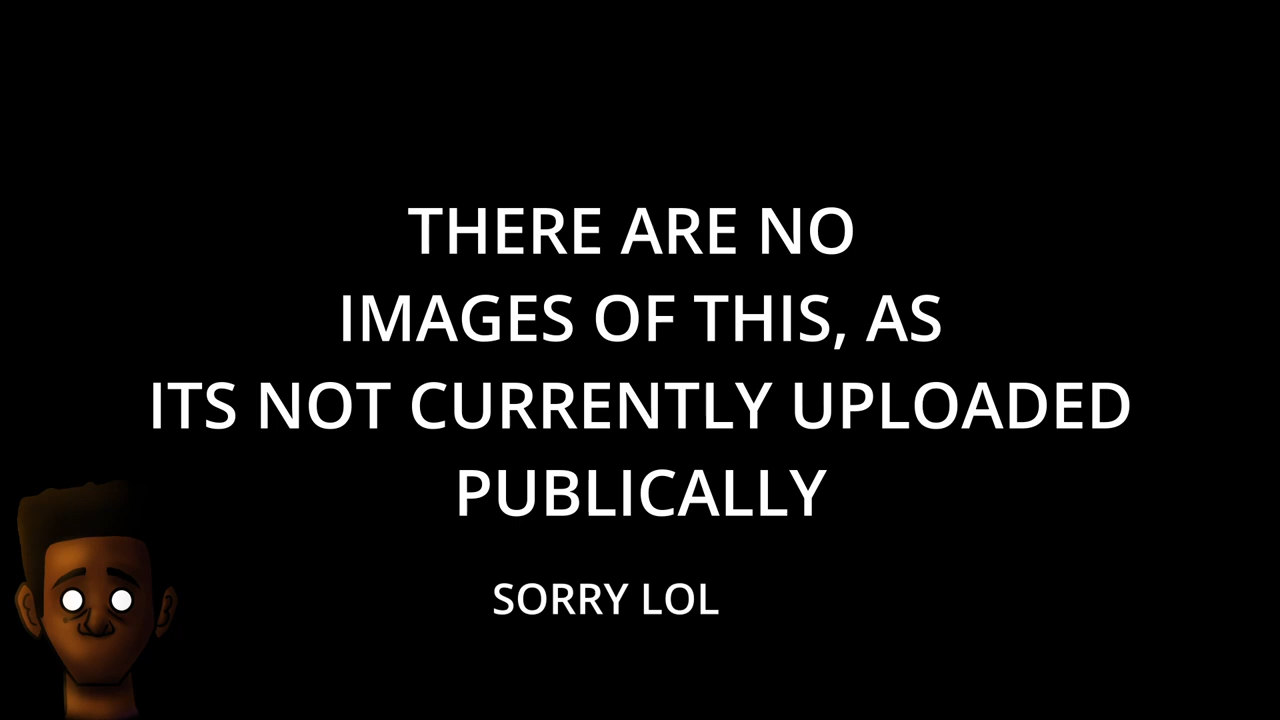 THERE ARE NO
IMAGES OF THIS, AS
ITS NOT CURRENTLY UPLOADED
PUBLICALLY
SORRY LOL